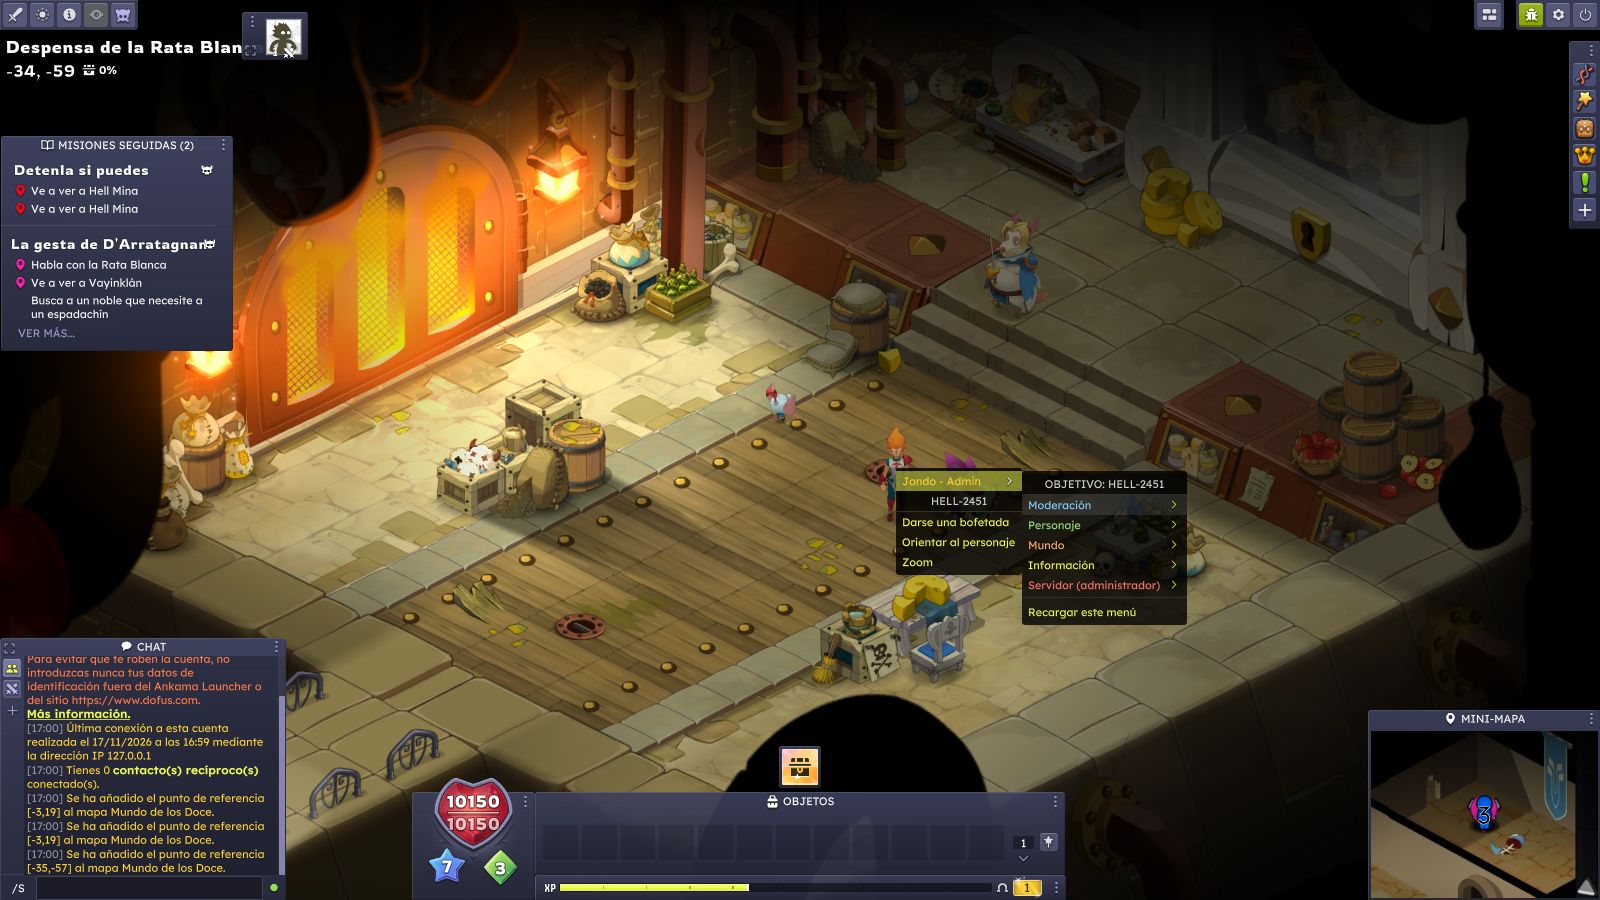 Despensa de la Rata Blan
-34, -59 0%
MISIONES SEGUIDAS (2)
Detenla si puedes
Ve a ver a Hell Mina
Ve a ver a Hell Mina
La gesta de D'Arratagnan
Habla con la Rata Blanca
Ve a ver a Vayinklán
Busca a un noble que necesite a
un espadachín
VER MÁS...
Jondo - Admin
HELL-2451
Darse una bofetada
Orientar al personaje
Zoom
OBJETIVO: HELL-2451
Moderación
Personaje
Mundo
Información
Servidor (administrador)
Recargar este menú
CHAT
Para evitar que te roben la cuenta, no
introduzcas nunca tus datos de
identificación fuera del Ankama Launcher o
del sitio https://www.dofus.com.
Más información.
[17:00] Última conexión a esta cuenta
realizada el 17/11/2026 a las 16:59 mediante
la dirección IP 127.0.0.1
[17:00] Tienes 0 contacto(s) recíproco(s)
conectado(s).
[17:00] Se ha añadido el punto de referencia
[-3,19] al mapa Mundo de los Doce.
[17:00] Se ha añadido el punto de referencia
[-3,19] al mapa Mundo de los Doce.
[17:00] Se ha añadido el punto de referencia
[-35,-57] al mapa Mundo de los Doce.
/S
10150
10150
7
3
OBJETOS
1
XP
1
MINI-MAPA
3